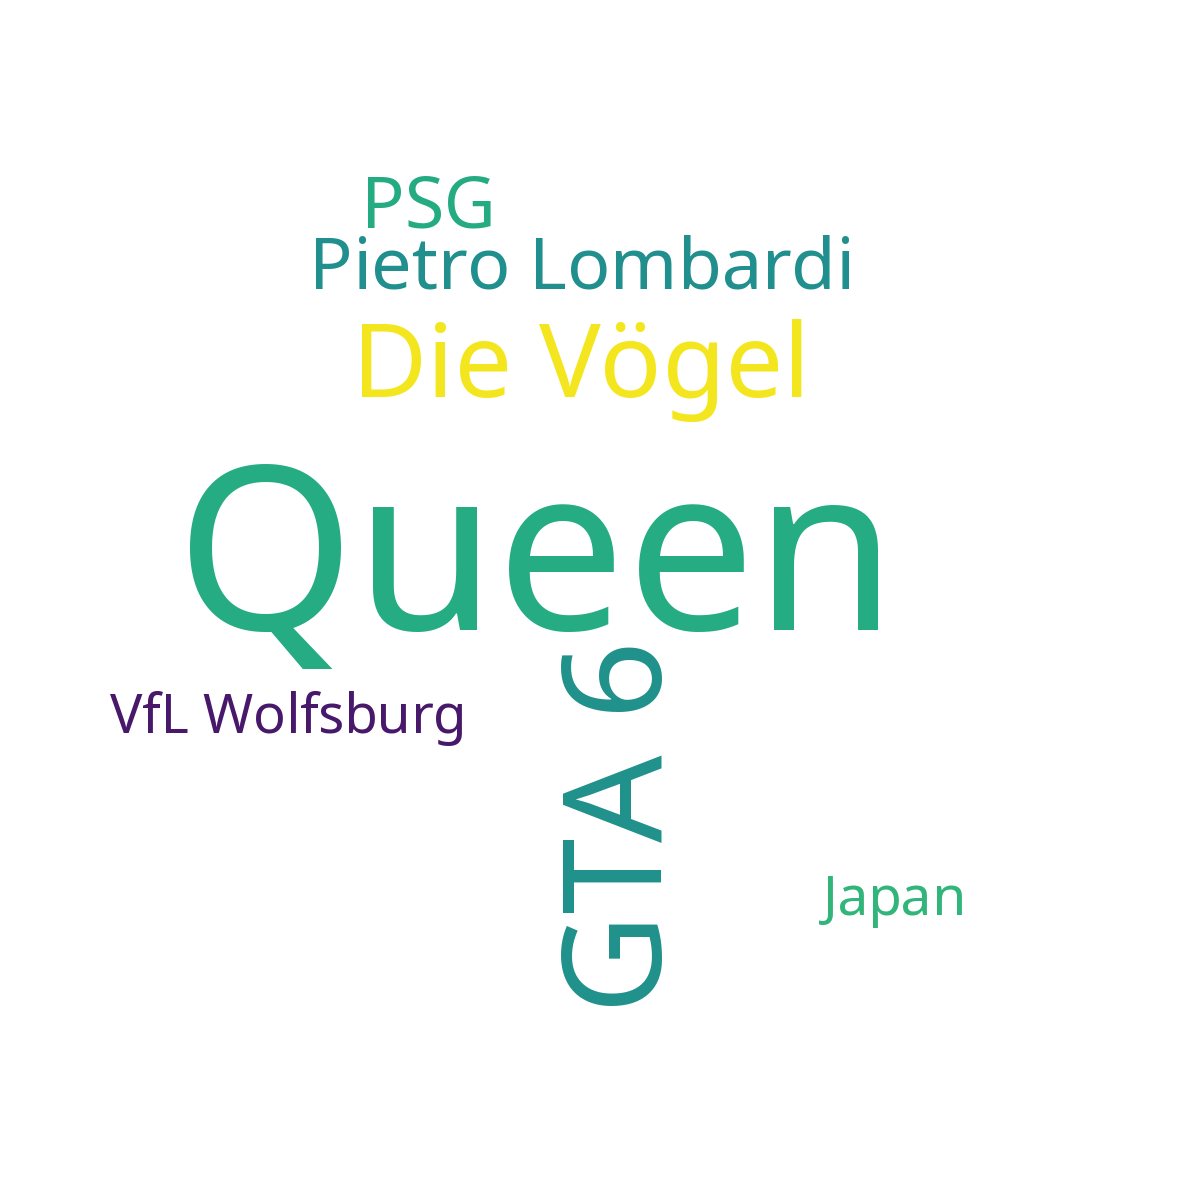 PSG
Pietro Lombardi
Die Vögel
Queen
GTA 6
VfL Wolfsburg
Japan